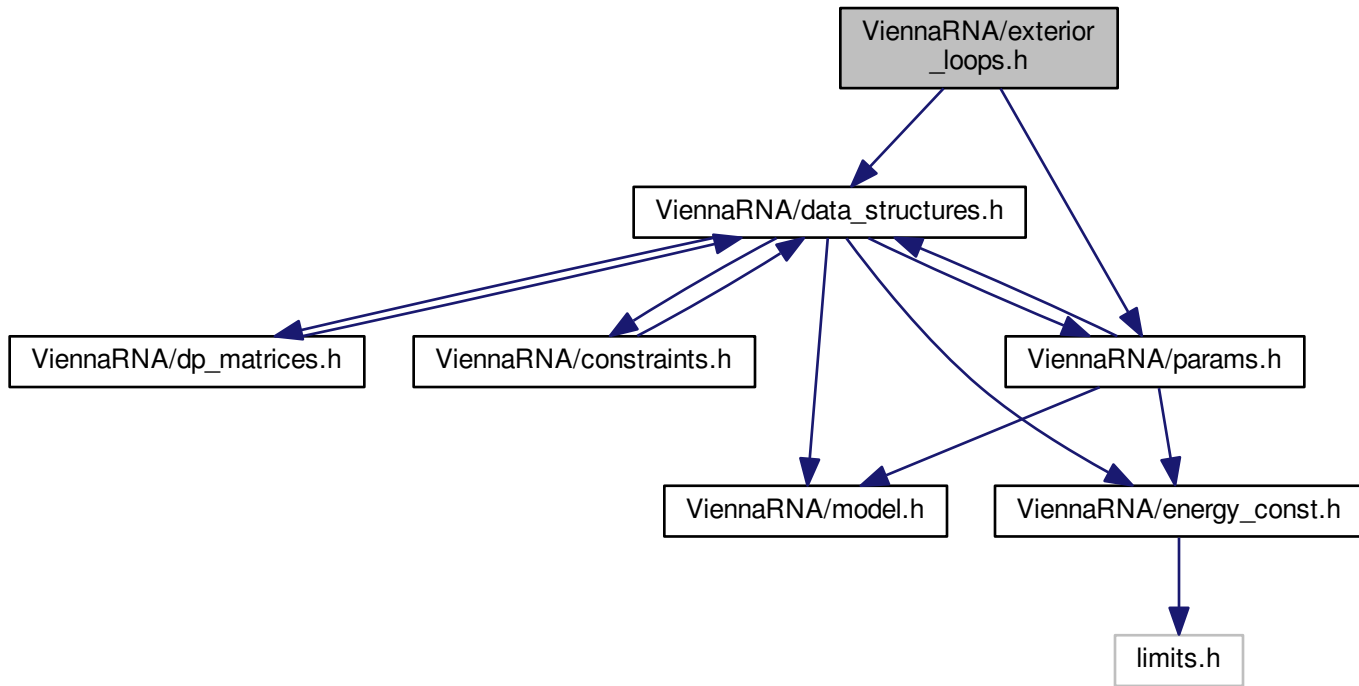 ViennaRNA/exterior
_loops.h
ViennaRNA/data_structures.h
ViennaRNA/dp_matrices.h
ViennaRNA/constraints.h
ViennaRNA/params.h
ViennaRNA/model.h
ViennaRNA/energy_const.h
limits.h